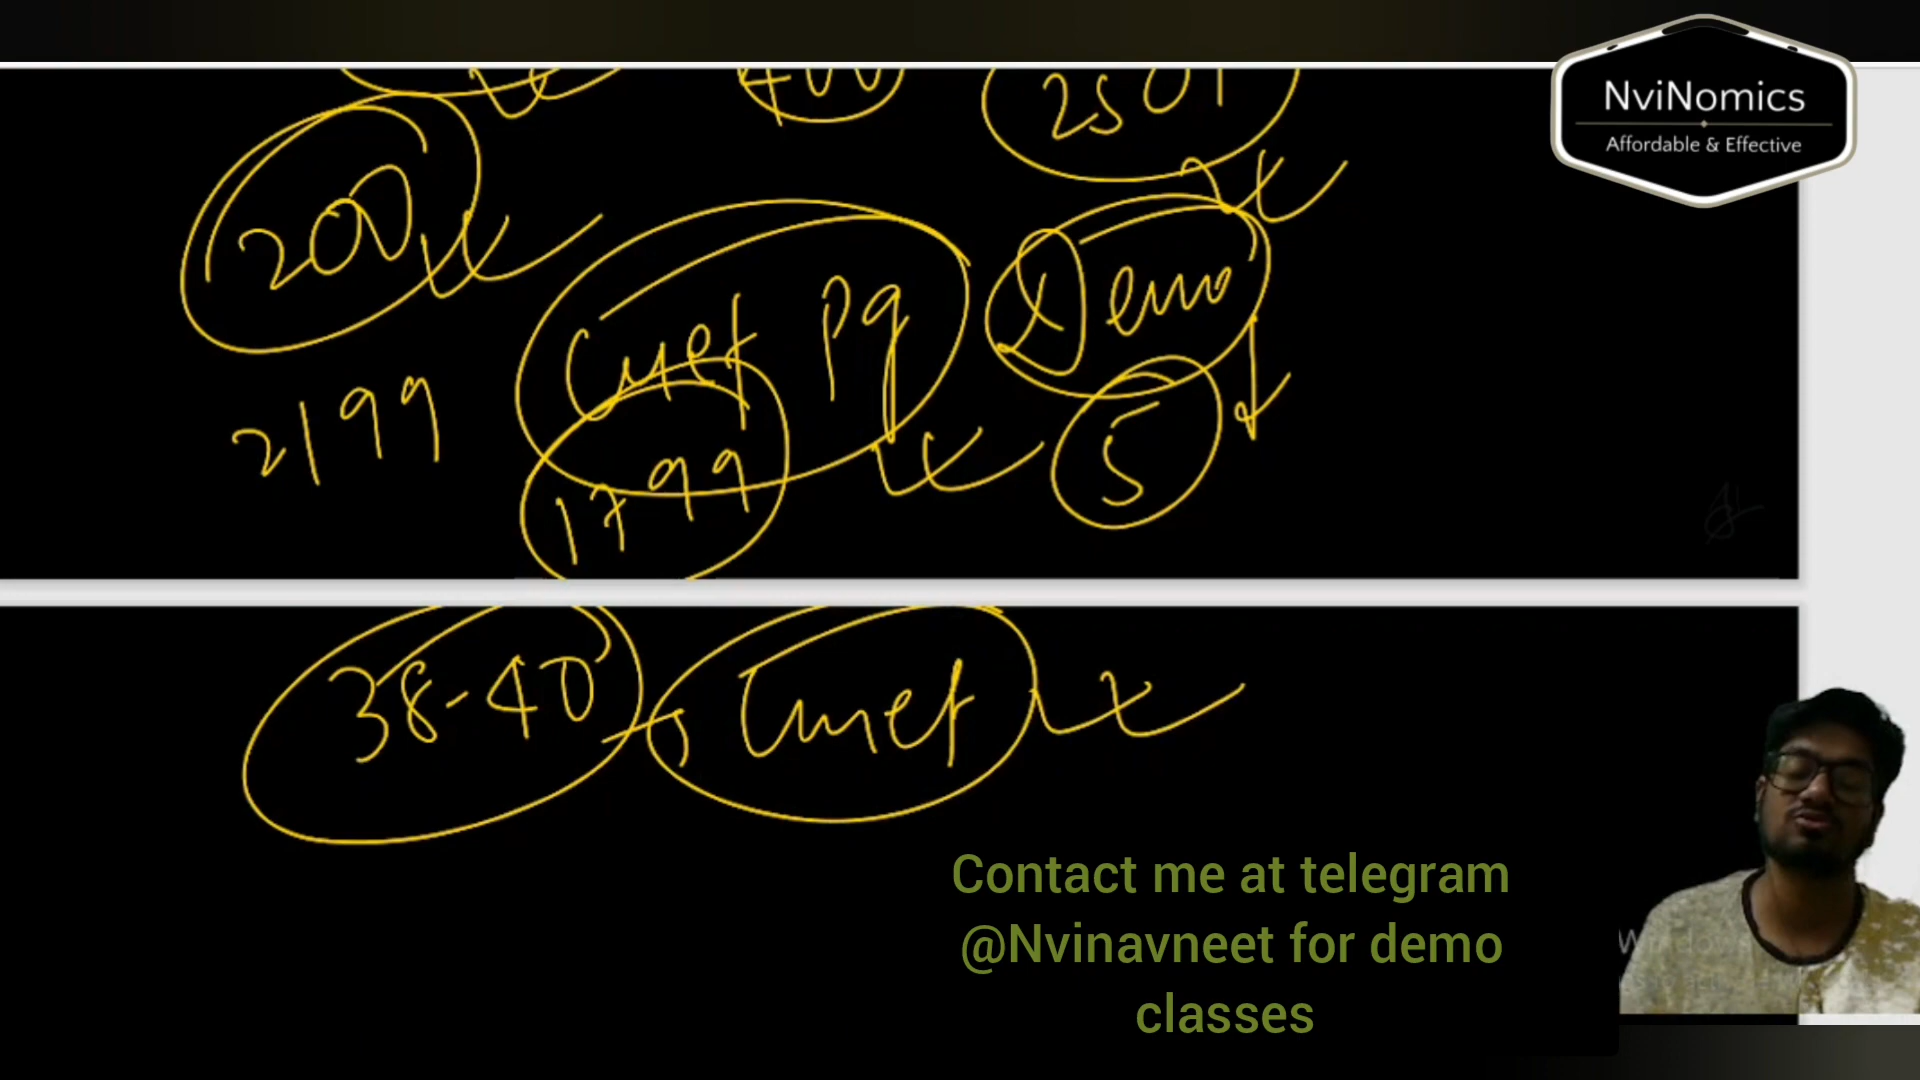 NviNomics
Affordable & Effective
2501
200
Cuet Pg
Demo
2199
1799
5
38-40
Cuet
Contact me at telegram
@Nvinavneet for demo
classes